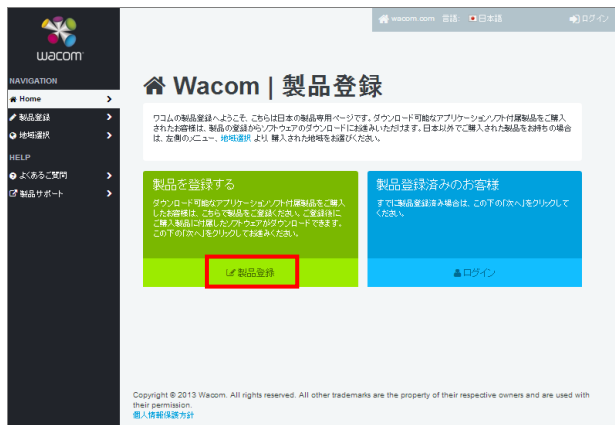 wacom.com 言語: 日本語 ログイン
wacom
NAVIGATION
Home
製品登録
地域選択
HELP
よくあるご質問
製品サポート
Wacom | 製品登録
ワコムの製品登録へようこそ、こちらは日本の製品専用ページです。ダウンロード可能なアプリケーションソフト付属製品をご購入
されたお客様は、製品の登録からソフトウェアのダウンロードにお進みいただけます。日本以外でご購入された製品をお持ちの場合
は、左側のメニュー、地域選択 より 購入された地域をお選びください。
製品を登録する
ダウンロード可能なアプリケーションソフト付属製品をご購入
したお客様は、こちらで製品をご登録ください。ご登録後に
ご購入製品に付属したソフトウェアがダウンロードできます。
この下の「次へ」をクリックしてお進みください。
製品登録
製品登録済みのお客様
すでに製品登録済み場合は、この下の「次へ」をクリックして
ください。
ログイン
Copyright © 2013 Wacom. All rights reserved. All other trademarks are the property of their respective owners and are used with
their permission.
個人情報保護方針